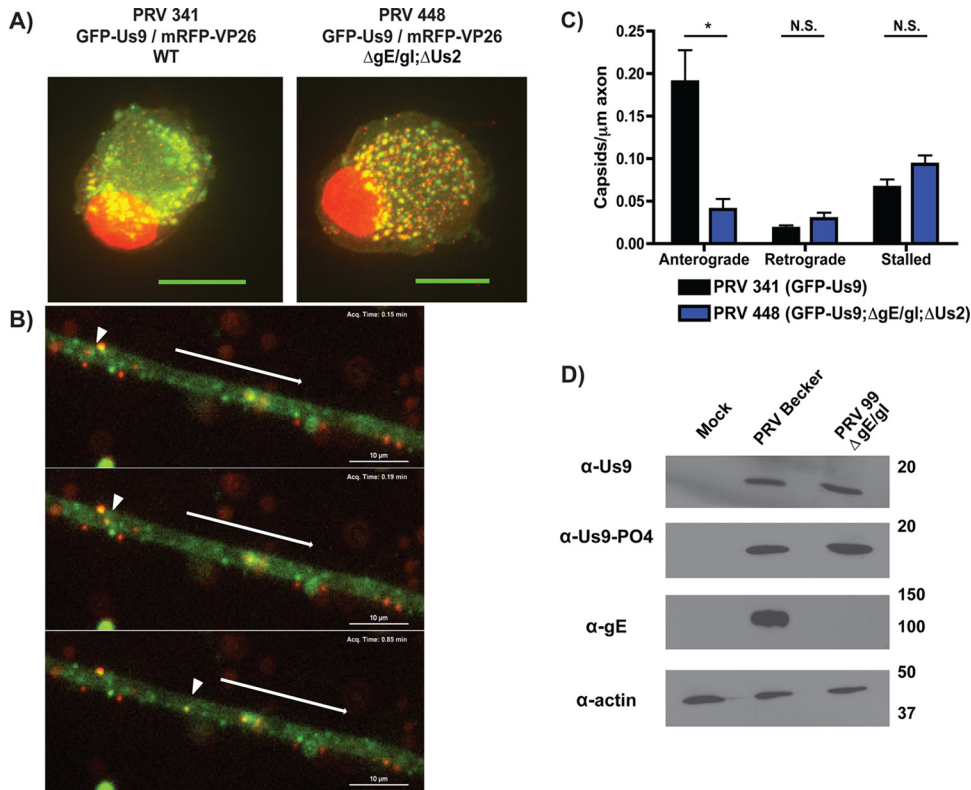 A)
PRV 341
GFP-Us9 / mRFP-VP26
WT
PRV 448
GFP-Us9 / mRFP-VP26
ΔgE/gI;ΔUs2
B)
Acq. Time: 0.15 min
10 µm
Acq. Time: 0.19 min
10 µm
Acq. Time: 0.85 min
10 µm
C)
Capsids/µm axon
0.25
0.20
0.15
0.10
0.05
0.00
*
N.S.
N.S.
Anterograde
Retrograde
Stalled
PRV 341 (GFP-Us9)
PRV 448 (GFP-Us9;ΔgE/gI;ΔUs2)
D)
Mock
PRV Becker
PRV 99
ΔgE/gI
α-Us9
20
α-Us9-PO4
20
α-gE
150
100
α-actin
50
37